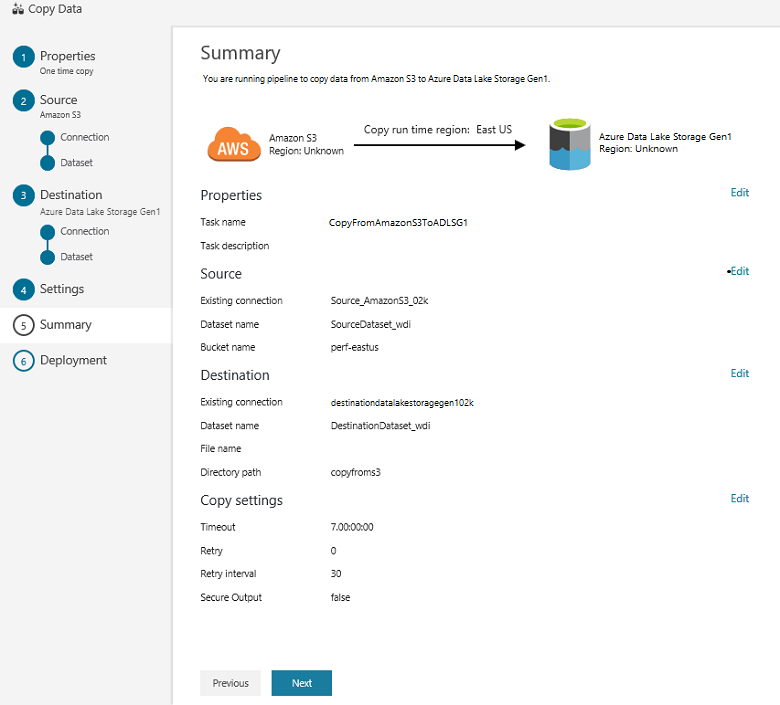 Copy Data
1 Properties
One time copy
2 Source
Amazon S3
Connection
Dataset
3 Destination
Azure Data Lake Storage Gen1
Connection
Dataset
4 Settings
5 Summary
6 Deployment
Summary
You are running pipeline to copy data from Amazon S3 to Azure Data Lake Storage Gen1.
AWS
Amazon S3
Region: Unknown
Copy run time region: East US
Azure Data Lake Storage Gen1
Region: Unknown
Properties Edit
Task name CopyFromAmazonS3ToADLSG1
Task description
Source Edit
Existing connection Source_AmazonS3_02k
Dataset name SourceDataset_wdi
Bucket name perf-eastus
Destination Edit
Existing connection destinationdatalakestoragegen102k
Dataset name DestinationDataset_wdi
File name
Directory path copyfroms3
Copy settings Edit
Timeout 7.00:00:00
Retry 0
Retry interval 30
Secure Output false
Previous Next